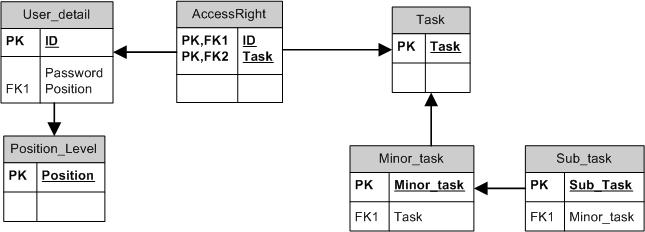 User_detail
PK ID
Password
FK1 Position
AccessRight
PK,FK1 ID
PK,FK2 Task
Task
PK Task
Position_Level
PK Position
Minor_task
PK Minor_task
FK1 Task
Sub_task
PK Sub_Task
FK1 Minor_task